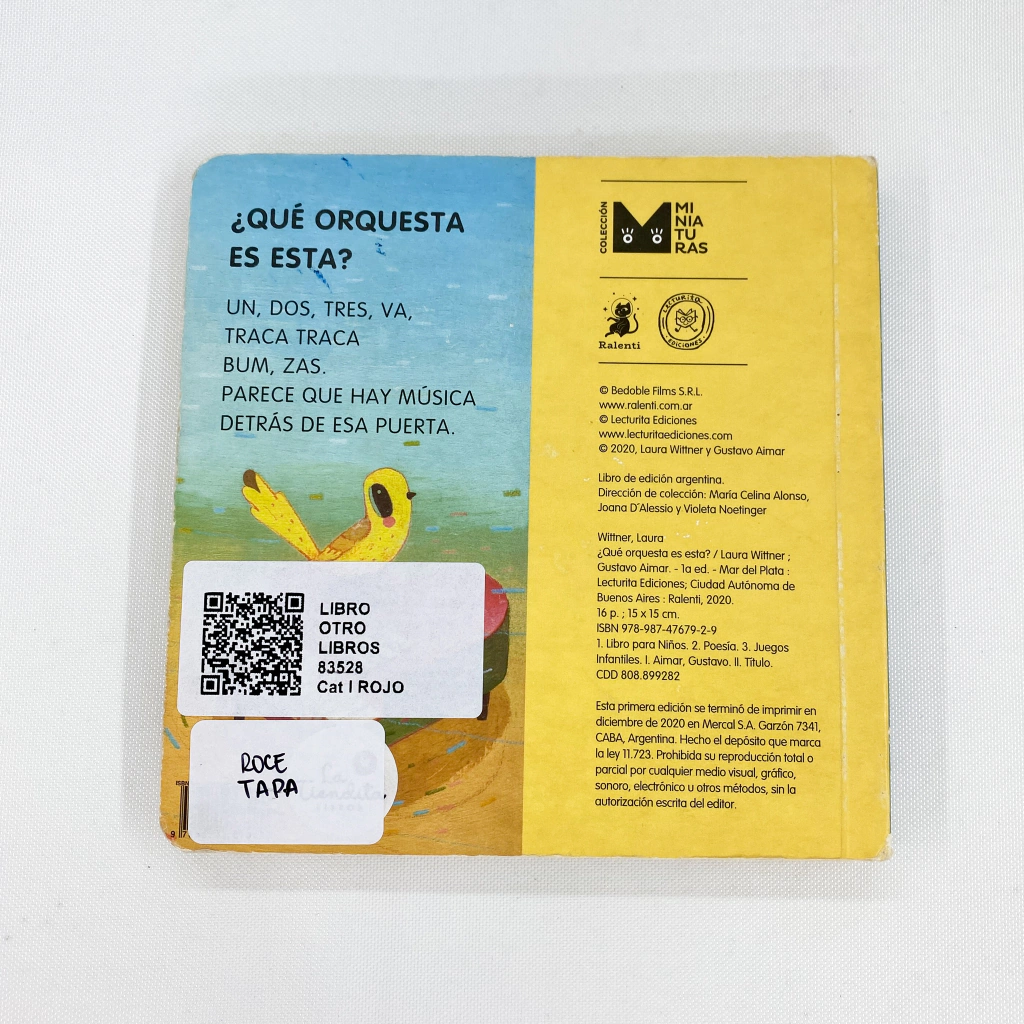 ¿QUÉ ORQUESTA
ES ESTA?
UN, DOS, TRES, VA,
TRACA TRACA
BUM, ZAS.
PARECE QUE HAY MÚSICA
DETRÁS DE ESA PUERTA.
LIBRO
OTRO
LIBROS
83528
Cat I ROJO
ROCE
TAPA
ISBN
9 7
COLECCIÓN
M
MI
NIA
TU
RAS
Ralenti
LECTURITA
EDICIONES
© Bedoble Films S.R.L.
www.ralenti.com.ar
© Lecturita Ediciones
www.lecturitaediciones.com
© 2020, Laura Wittner y Gustavo Aimar
Libro de edición argentina.
Dirección de colección: María Celina Alonso,
Joana D´Alessio y Violeta Noetinger
Wittner, Laura
¿Qué orquesta es esta? / Laura Wittner ;
Gustavo Aimar. - 1a ed. - Mar del Plata :
Lecturita Ediciones; Ciudad Autónoma de
Buenos Aires : Ralenti, 2020.
16 p. ; 15 x 15 cm.
ISBN 978-987-47679-2-9
1. Libro para Niños. 2. Poesía. 3. Juegos
Infantiles. I. Aimar, Gustavo. II. Título.
CDD 808.899282
Esta primera edición se terminó de imprimir en
diciembre de 2020 en Mercal S.A. Garzón 7341,
CABA, Argentina. Hecho el depósito que marca
la ley 11.723. Prohibida su reproducción total o
parcial por cualquier medio visual, gráfico,
sonoro, electrónico u otros métodos, sin la
autorización escrita del editor.